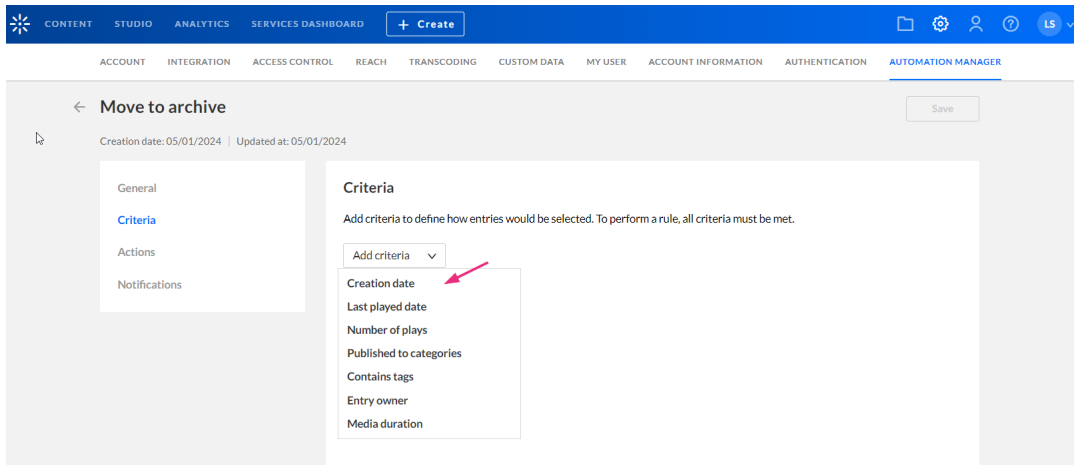 CONTENT STUDIO ANALYTICS SERVICES DASHBOARD + Create LS
ACCOUNT INTEGRATION ACCESS CONTROL REACH TRANSCODING CUSTOM DATA MY USER ACCOUNT INFORMATION AUTHENTICATION AUTOMATION MANAGER
Move to archive Save
Creation date: 05/01/2024 | Updated at: 05/01/2024
General
Criteria
Actions
Notifications
Criteria
Add criteria to define how entries would be selected. To perform a rule, all criteria must be met.
Add criteria
Creation date
Last played date
Number of plays
Published to categories
Contains tags
Entry owner
Media duration